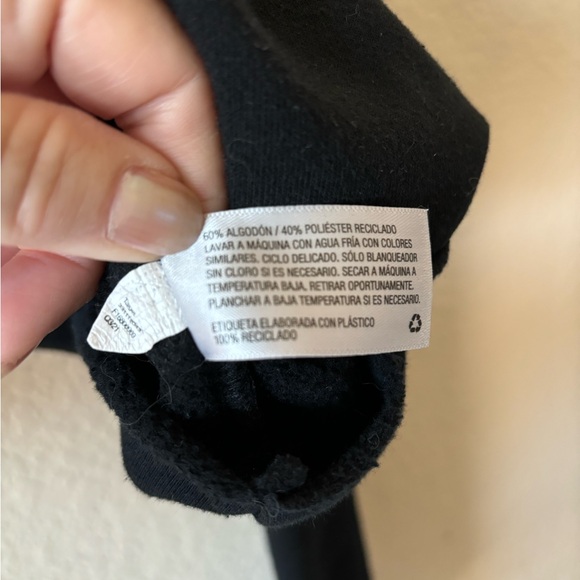 60% ALGODÓN / 40% POLIÉSTER RECICLADO
LAVAR A MÁQUINA CON AGUA FRÍA CON COLORES
SIMILARES. CICLO DELICADO. SÓLO BLANQUEADOR
SIN CLORO SI ES NECESARIO. SECAR A MÁQUINA A
TEMPERATURA BAJA. RETIRAR OPORTUNAMENTE.
PLANCHAR A BAJA TEMPERATURA SI ES NECESARIO.
ETIQUETA ELABORADA CON PLÁSTICO
100% RECICLADO